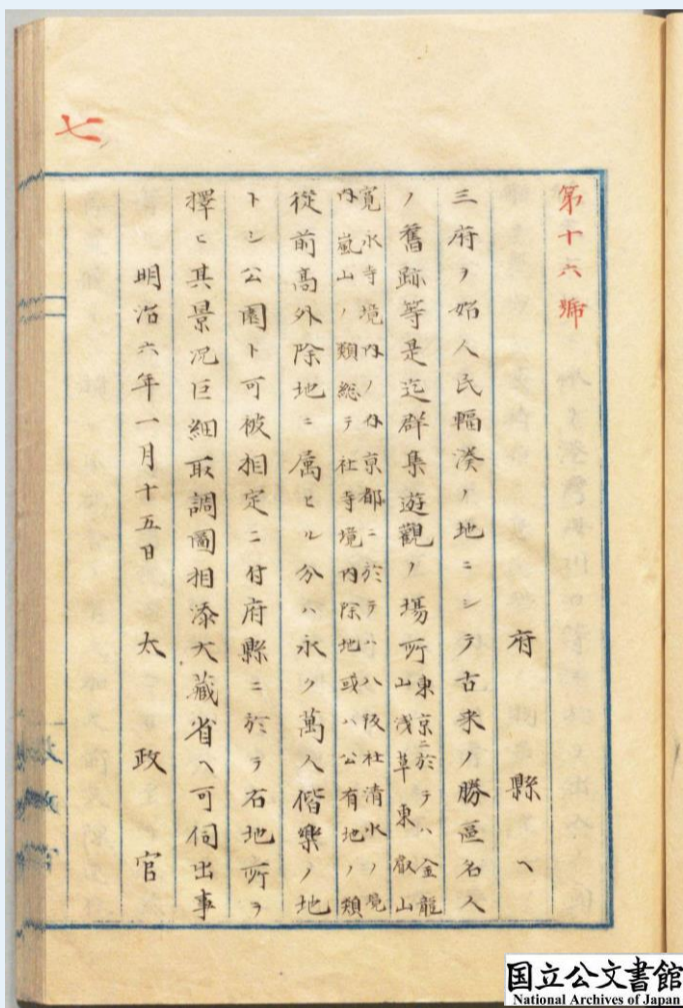 七
第十六號
府縣ヘ
三府ヲ始人民輻湊ノ地ニシテ古来ノ勝區名人
ノ舊跡等是迄群集遊觀ノ場所
東京ニ於テハ金龍
山浅草東叡山
寛永寺境内ノ如京都ニ於テハ八阪社清水ノ境
内嵐山ノ類総テ社寺境内除地或ハ公有地ノ類
從前高外除地ニ属セル分ハ永ク萬人偕樂ノ地
トシ公園ト可被相定ニ付府縣ニ於テ右地所ヲ
擇ヒ其景況巨細取調圖相添大藏省ヘ可伺出事
明治六年一月十五日 太政官
国立公文書館
National Archives of Japan